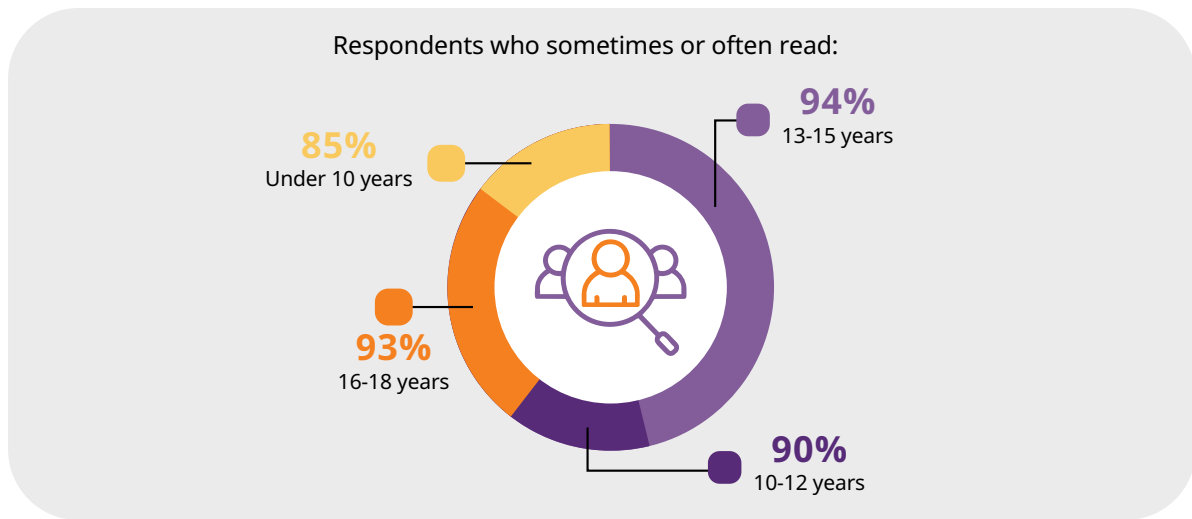 Respondents who sometimes or often read:
94%
13-15 years
85%
Under 10 years
93%
16-18 years
90%
10-12 years